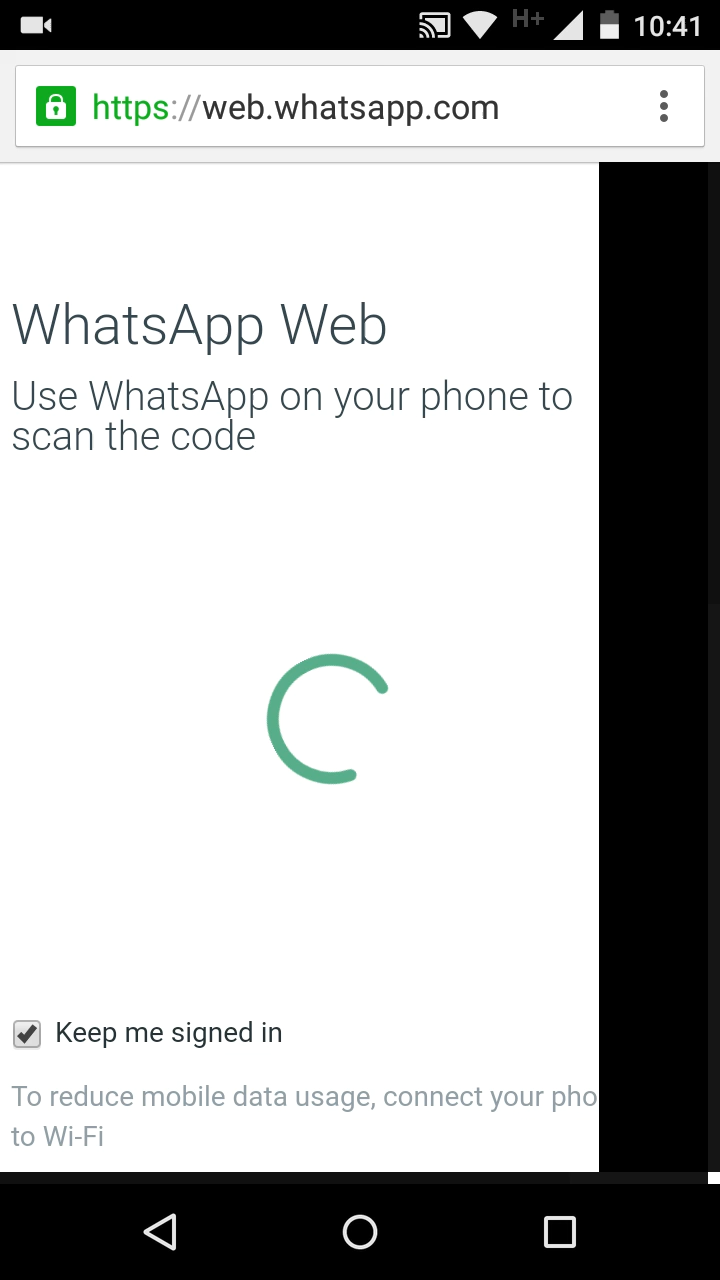 H+ 10:41
https://web.whatsapp.com
WhatsApp Web
Use WhatsApp on your phone to
scan the code
Keep me signed in
To reduce mobile data usage, connect your pho
to Wi-Fi